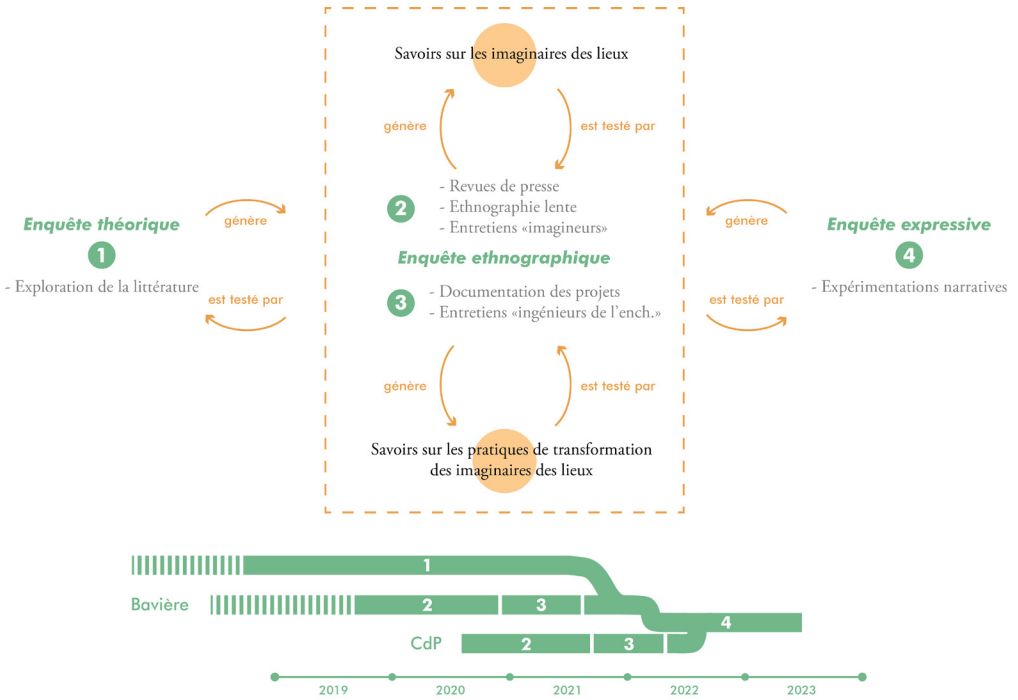 Savoirs sur les imaginaires des lieux
génère
est testé par
- Revues de presse
2
- Ethnographie lente
- Entretiens «imagineurs»
Enquête théorique
1
- Exploration de la littérature
génère
est testé par
Enquête ethnographique
3
- Documentation des projets
- Entretiens «ingénieurs de l'ench.»
génère
est testé par
Enquête expressive
4
- Expérimentations narratives
génère
est testé par
Savoirs sur les pratiques de transformation
des imaginaires des lieux
1
Bavière
2
3
4
CdP
2
3
2019
2020
2021
2022
2023